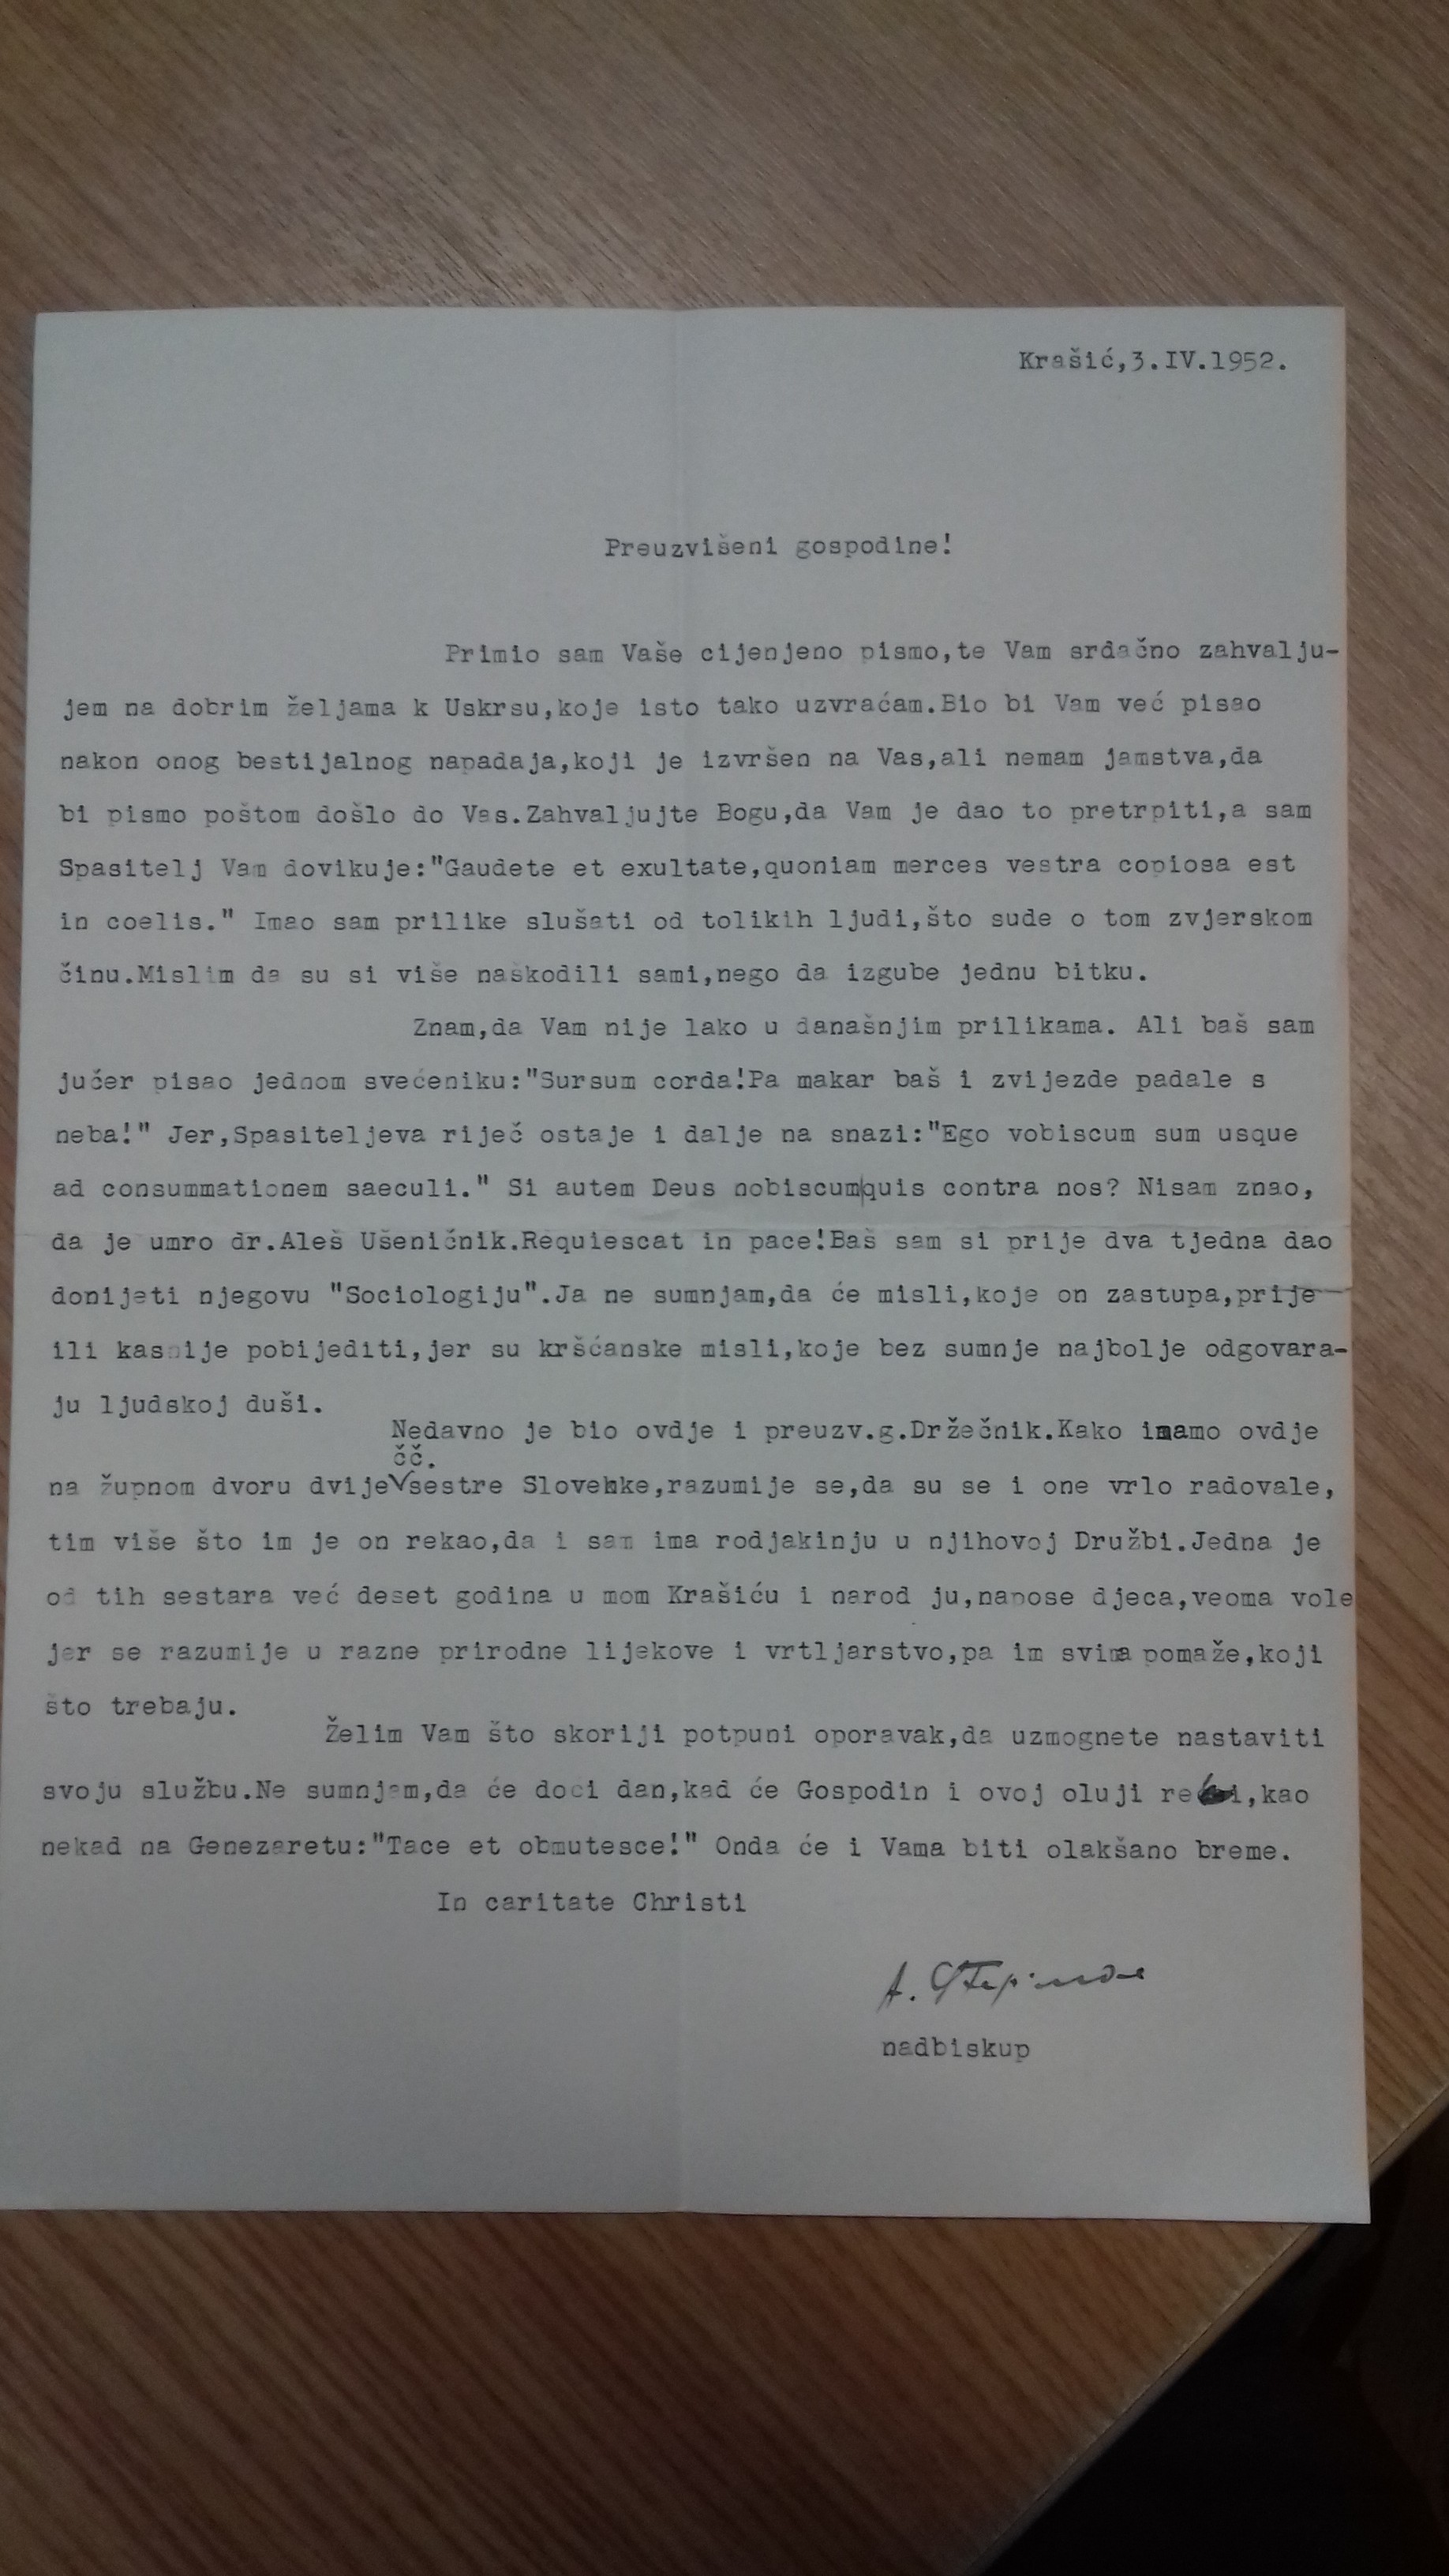 Krašić,3.IV.1952.
Preuzvišeni gospodine!
Primio sam Vaše cijenjeno pismo,te Vam srdačno zahvalju-
jem na dobrim željama k Uskrsu,koje isto tako uzvraćam.Bio bi Vam već pisao
nakon onog bestijalnog napadaja,koji je izvršen na Vas,ali nemam jamstva,da
bi pismo poštom došlo do Vas.Zahvaljujte Bogu,da Vam je dao to pretrpiti,a sam
Spasitelj Vam dovikuje:"Gaudete et exultate,quoniam merces vestra copiosa est
in coelis." Imao sam prilike slušati od tolikih ljudi,što sude o tom zvjerskom
činu.Mislim da su si više naškodili sami,nego da izgube jednu bitku.
Znam,da Vam nije lako u današnjim prilikama. Ali baš sam
jučer pisao jednom svećeniku:"Sursum corda!Pa makar baš i zvijezde padale s
neba!" Jer,Spasiteljeva riječ ostaje i dalje na snazi:"Ego vobiscum sum usque
ad consummationem saeculi." Si autem Deus nobiscum|quis contra nos? Nisam znao,
da je umro dr.Aleš Ušeničnik.Requiescat in pace!Baš sam si prije dva tjedna dao
donijeti njegovu "Sociologiju".Ja ne sumnjam,da će misli,koje on zastupa,prije
ili kasnije pobijediti,jer su kršćanske misli,koje bez sumnje najbolje odgovara-
ju ljudskoj duši.
Nedavno je bio ovdje i preuzv.g.Držečnik.Kako imamo ovdje
čč.
na župnom dvoru dvije sestre Slovenke,razumije se,da su se i one vrlo radovale,
tim više što im je on rekao,da i sam ima rodjakinju u njihovoj Družbi.Jedna je
od tih sestara već deset godina u mom Krašiću i narod ju,napose djeca,veoma vole
jer se razumije u razne prirodne lijekove i vrtljarstvo,pa im svima pomaže,koji
što trebaju.
Želim Vam što skoriji potpuni oporavak,da uzmognete nastaviti
svoju službu.Ne sumnjam,da će doci dan,kad će Gospodin i ovoj oluji reći,kao
nekad na Genezaretu:"Tace et obmutesce!" Onda će i Vama biti olakšano breme.
In caritate Christi
A. Stepinac
nadbiskup